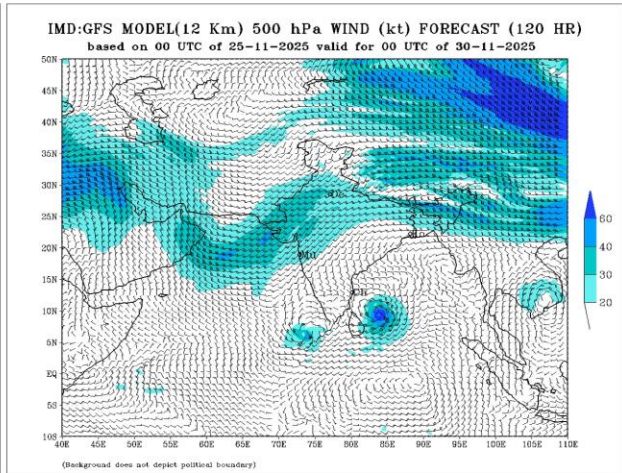 IMD:GFS MODEL(12 Km) 500 hPa WIND (kt) FORECAST (120 HR)
based on 00 UTC of 25-11-2025 valid for 00 UTC of 30-11-2025
50N
45N
40N
35N
30N
25N
20N
15N
10N
5N
EQ
5S
10S
40E 45E 50E 55E 60E 65E 70E 75E 80E 85E 90E 95E 100E 105E 110E
60
40
30
20
(Background does not depict political boundary)